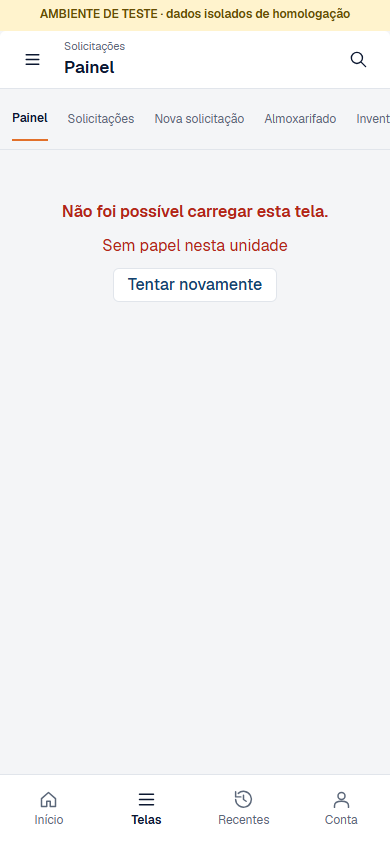 AMBIENTE DE TESTE · dados isolados de homologação
Solicitações
Painel
Painel Solicitações Nova solicitação Almoxarifado Invent
Não foi possível carregar esta tela.
Sem papel nesta unidade
Tentar novamente
Início Telas Recentes Conta